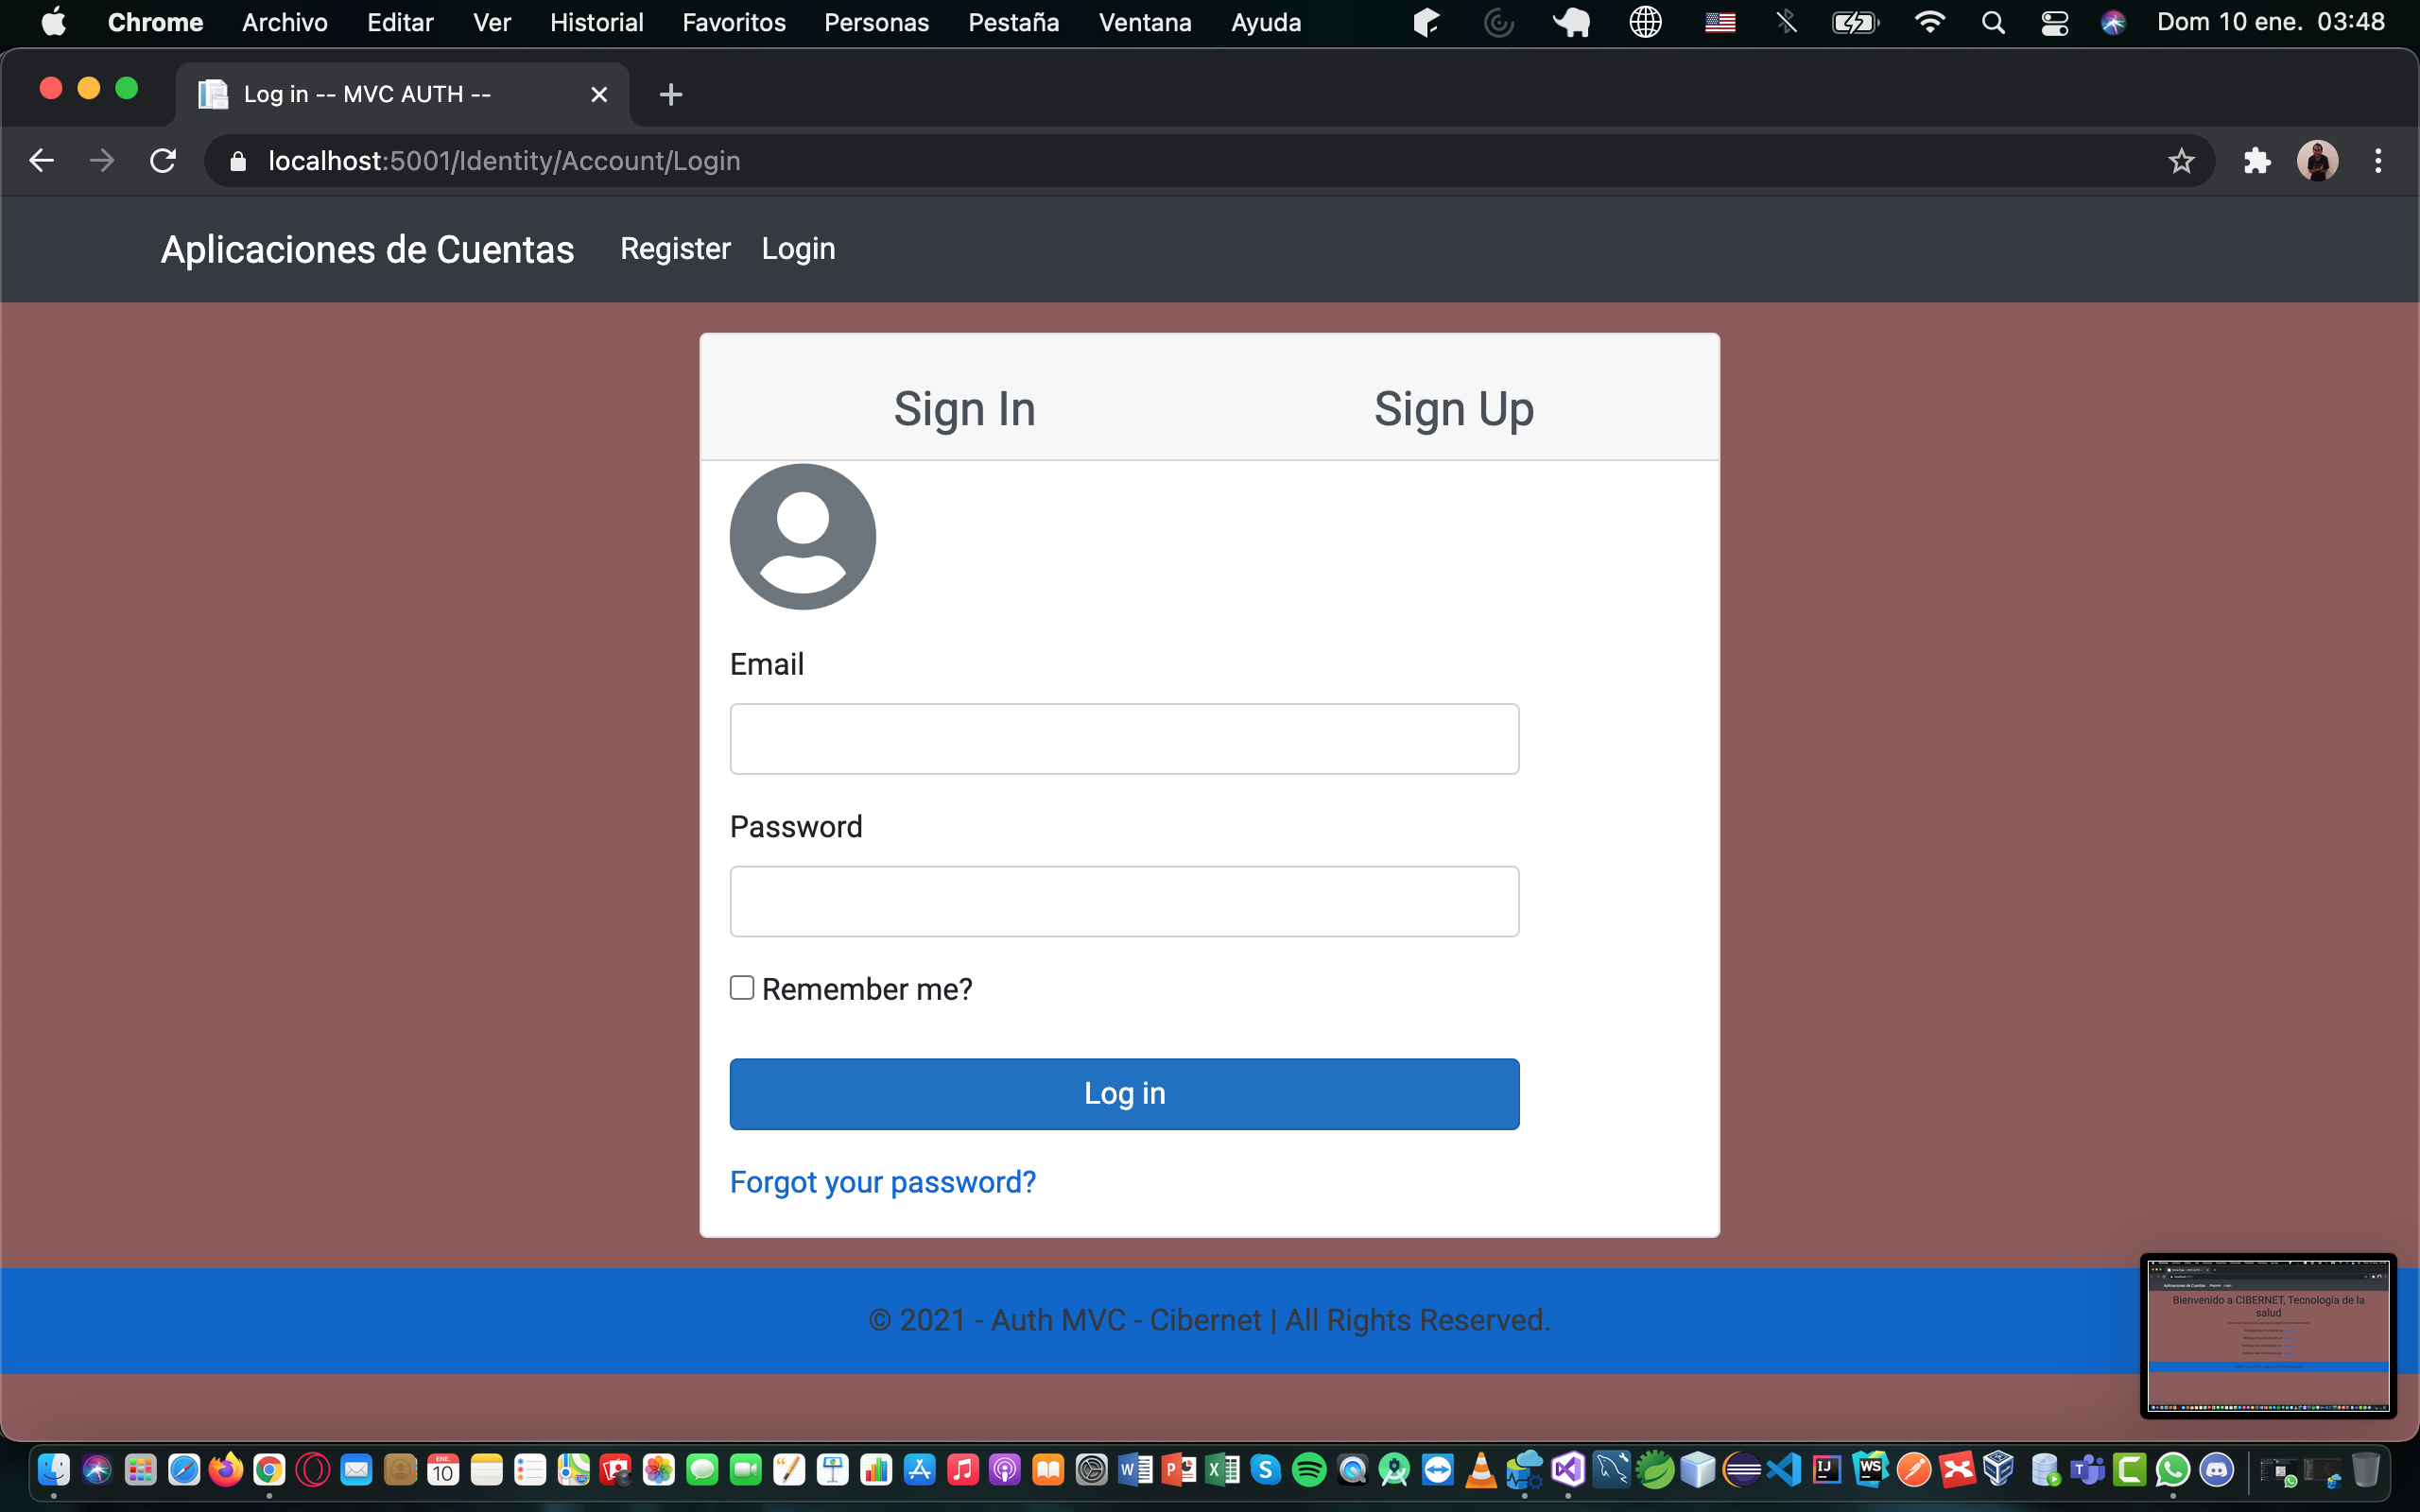 Chrome Archivo Editar Ver Historial Favoritos Personas Pestaña Ventana Ayuda Dom 10 ene. 03:48
Log in -- MVC AUTH --
localhost:5001/Identity/Account/Login
Aplicaciones de Cuentas Register Login
Sign In Sign Up
Email
Password
Remember me?
Log in
Forgot your password?
© 2021 - Auth MVC - Cibernet | All Rights Reserved.
Bienvenido a CIBERNET, Tecnología de la
salud
ENE.
10
IJ
WS